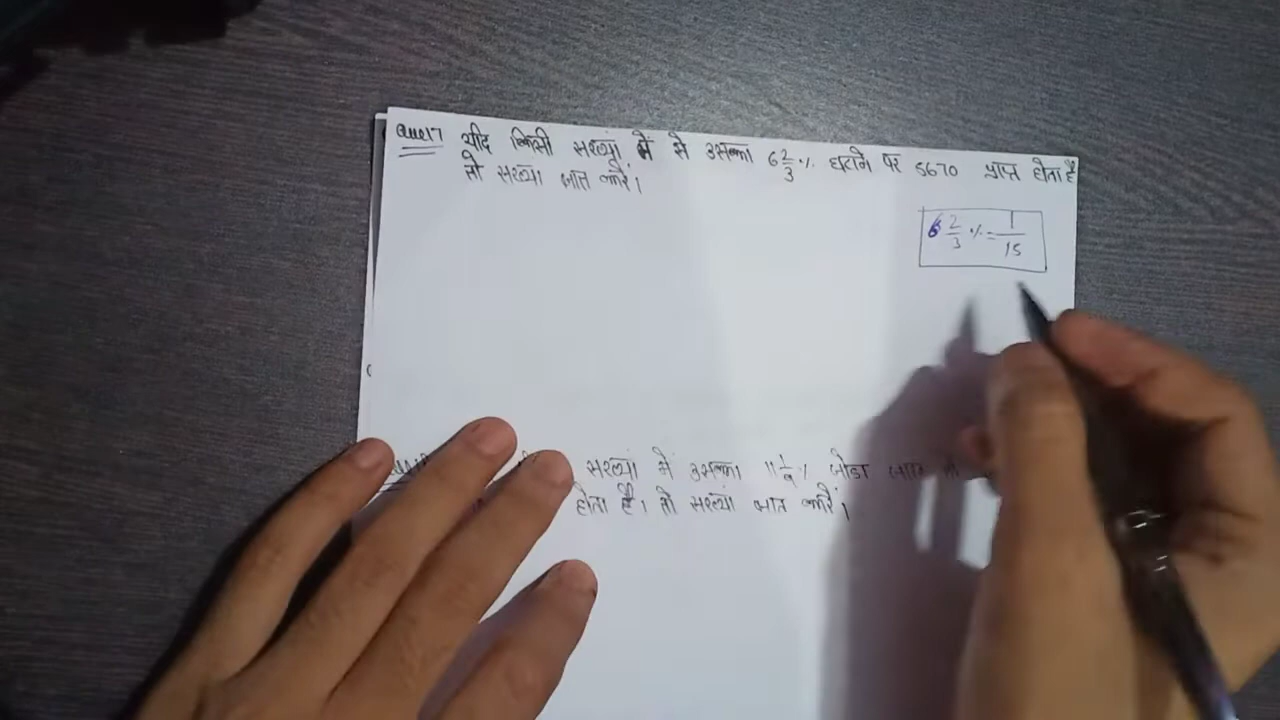 Que17 यदि किसी संख्या में से उसका 6 2/3 % घटाने पर 5670 प्राप्त होता है
तो संख्या ज्ञात करें।
6 2/3 % = 1/15
संख्या में उसका 11 1/9 % जोडा जाए
होता है। तो संख्या ज्ञात करें।